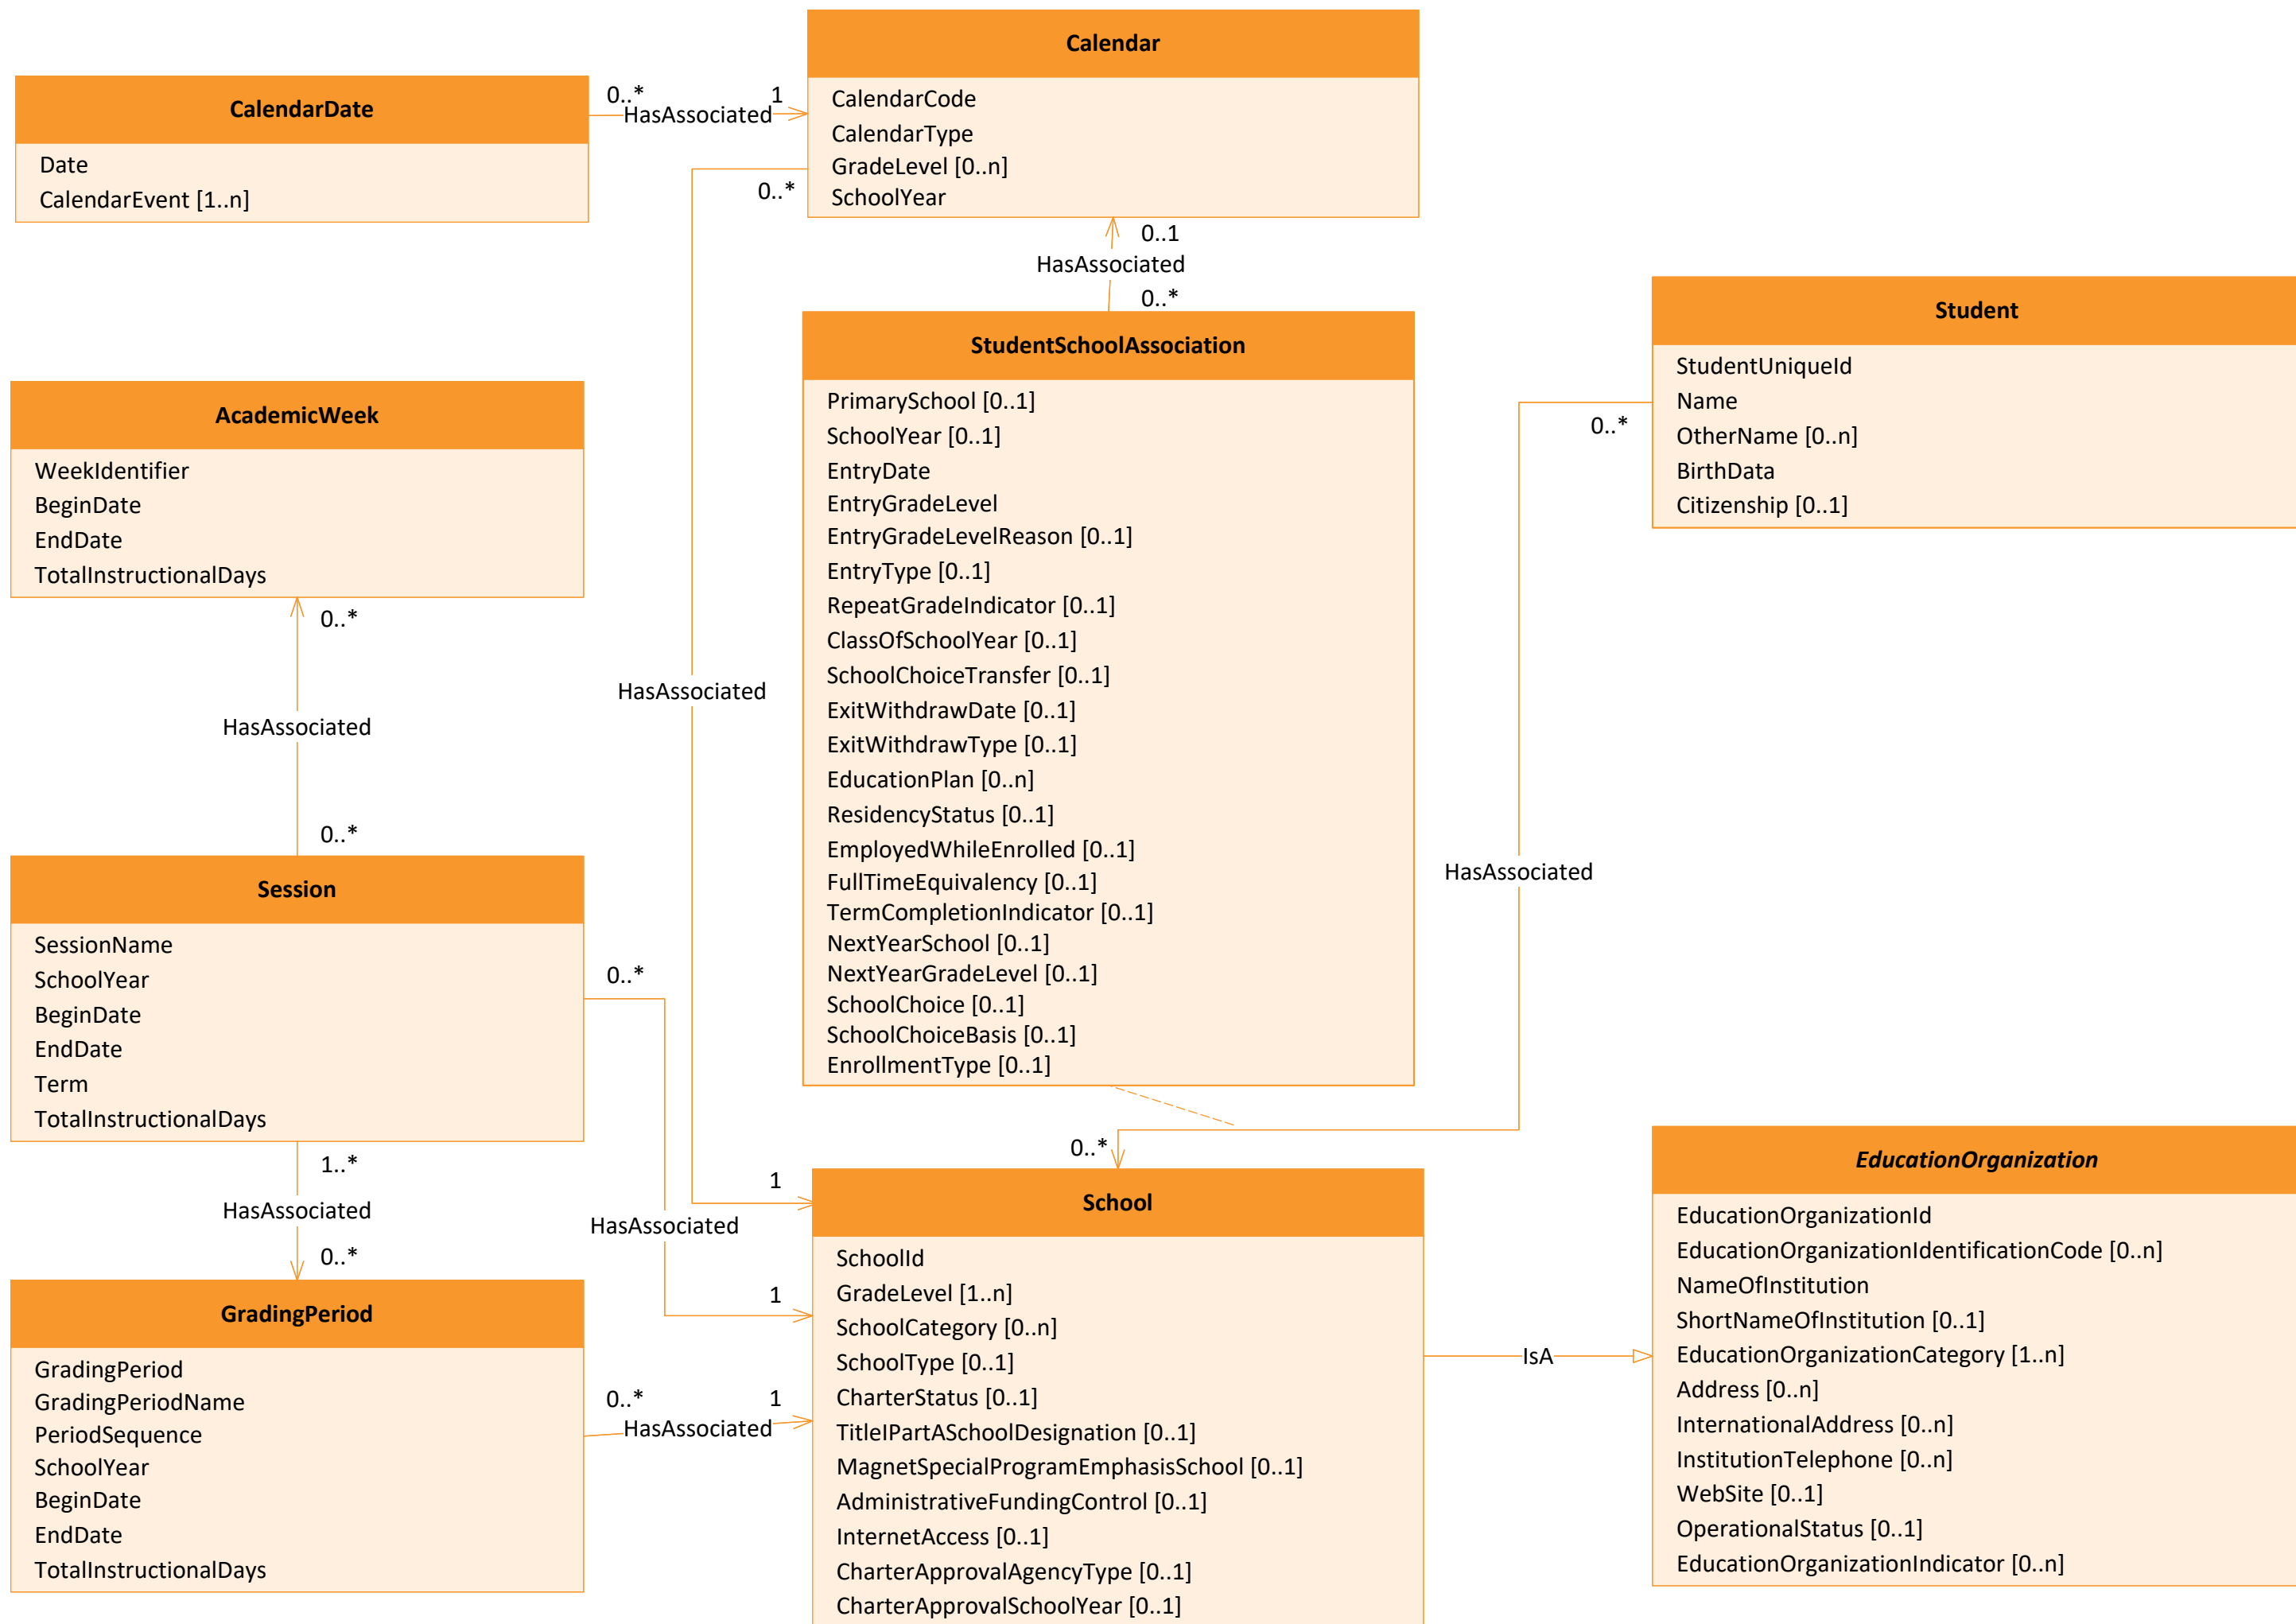 Calendar
CalendarCode
CalendarType
GradeLevel [0..n]
SchoolYear
CalendarDate
Date
CalendarEvent [1..n]
0..*
1
HasAssociated
0..*
0..1
HasAssociated
0..*
StudentSchoolAssociation
PrimarySchool [0..1]
SchoolYear [0..1]
EntryDate
EntryGradeLevel
EntryGradeLevelReason [0..1]
EntryType [0..1]
RepeatGradeIndicator [0..1]
ClassOfSchoolYear [0..1]
SchoolChoiceTransfer [0..1]
ExitWithdrawDate [0..1]
ExitWithdrawType [0..1]
EducationPlan [0..n]
ResidencyStatus [0..1]
EmployedWhileEnrolled [0..1]
FullTimeEquivalency [0..1]
TermCompletionIndicator [0..1]
NextYearSchool [0..1]
NextYearGradeLevel [0..1]
SchoolChoice [0..1]
SchoolChoiceBasis [0..1]
EnrollmentType [0..1]
Student
StudentUniqueId
Name
OtherName [0..n]
BirthData
Citizenship [0..1]
0..*
HasAssociated
0..*
AcademicWeek
WeekIdentifier
BeginDate
EndDate
TotalInstructionalDays
0..*
HasAssociated
0..*
HasAssociated
Session
SessionName
SchoolYear
BeginDate
EndDate
Term
TotalInstructionalDays
0..*
1..*
HasAssociated
0..*
1
HasAssociated
1
GradingPeriod
GradingPeriod
GradingPeriodName
PeriodSequence
SchoolYear
BeginDate
EndDate
TotalInstructionalDays
0..*
1
HasAssociated
School
SchoolId
GradeLevel [1..n]
SchoolCategory [0..n]
SchoolType [0..1]
CharterStatus [0..1]
TitleIPartASchoolDesignation [0..1]
MagnetSpecialProgramEmphasisSchool [0..1]
AdministrativeFundingControl [0..1]
InternetAccess [0..1]
CharterApprovalAgencyType [0..1]
CharterApprovalSchoolYear [0..1]
IsA
EducationOrganization
EducationOrganizationId
EducationOrganizationIdentificationCode [0..n]
NameOfInstitution
ShortNameOfInstitution [0..1]
EducationOrganizationCategory [1..n]
Address [0..n]
InternationalAddress [0..n]
InstitutionTelephone [0..n]
WebSite [0..1]
OperationalStatus [0..1]
EducationOrganizationIndicator [0..n]